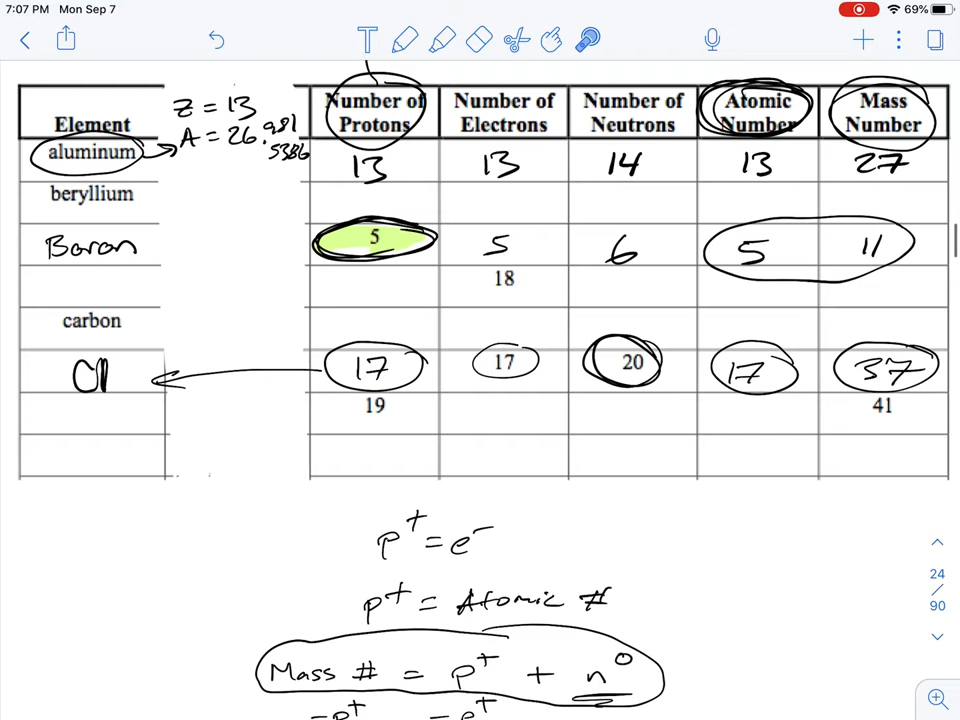 7:07 PM Mon Sep 7
69%
Element
Number of Protons
Number of Electrons
Number of Neutrons
Atomic Number
Mass Number
Z = 13
A = 26.981
5386
aluminum 13 13 14 13 27
beryllium
Boron 5 5 6 5 11
18
carbon
Cl 17 17 20 17 37
19 41
p+ = e-
p+ = Atomic #
Mass # = p+ + n0
-p+ = e+
24
/
90